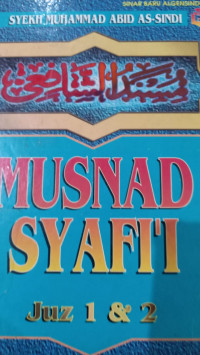 SINAR BARU ALGENSINDO
SYEKH MUHAMMAD ABID AS-SINDI
مسند الشافعي
MUSNAD
SYAFI'I
Juz 1 & 2